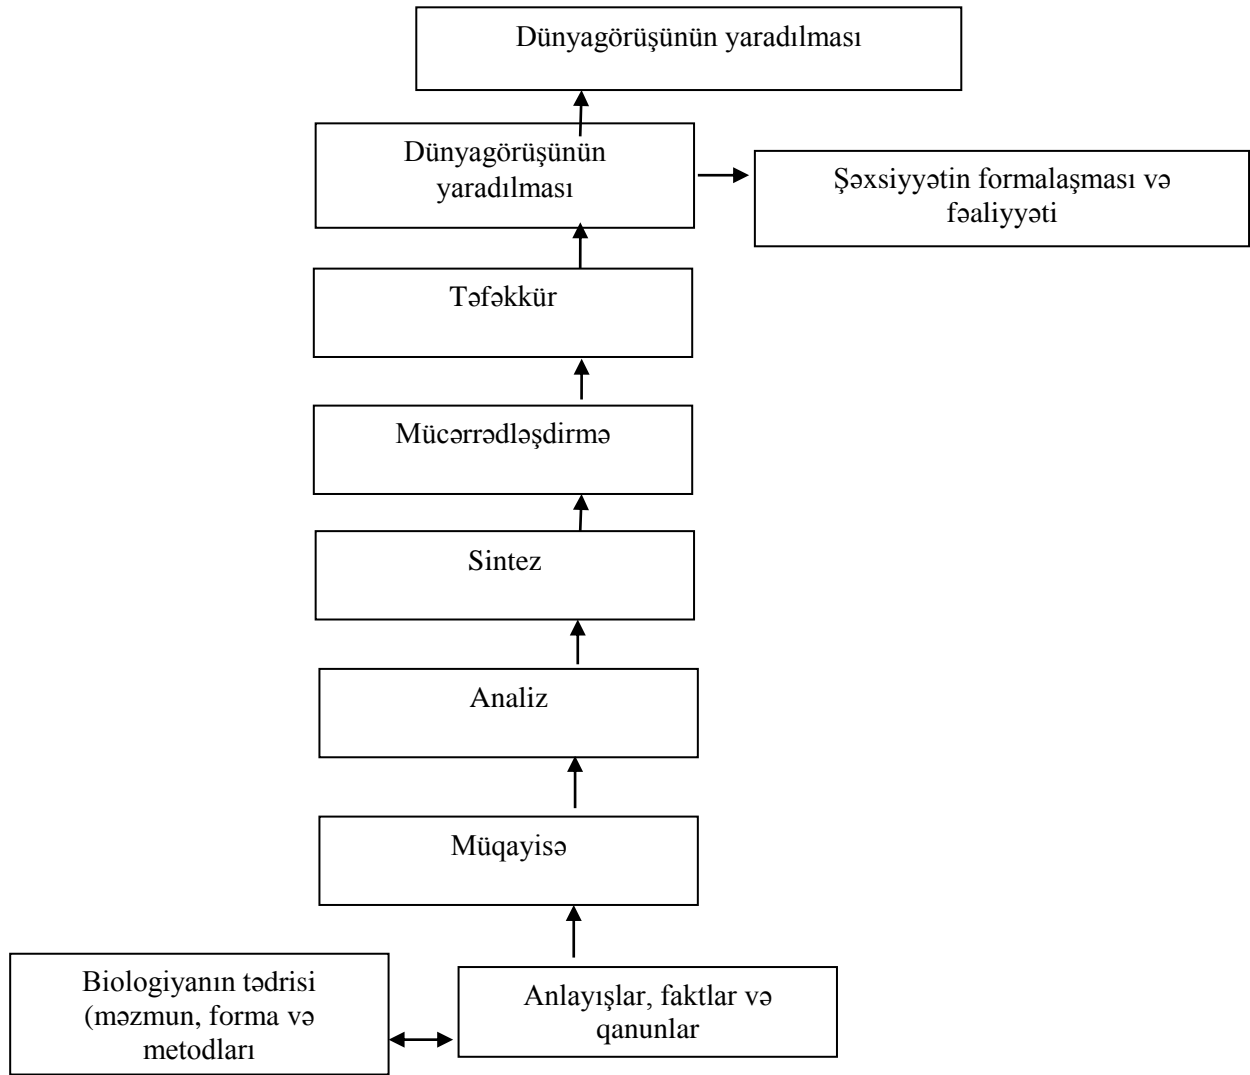 Dünyagörüşünün yaradılması
Dünyagörüşünün
yaradılması
Şəxsiyyətin formalaşması və
fəaliyyəti
Təfəkkür
Mücərrədləşdirmə
Sintez
Analiz
Müqayisə
Biologiyanın tədrisi
(məzmun, forma və
metodları
Anlayışlar, faktlar və
qanunlar